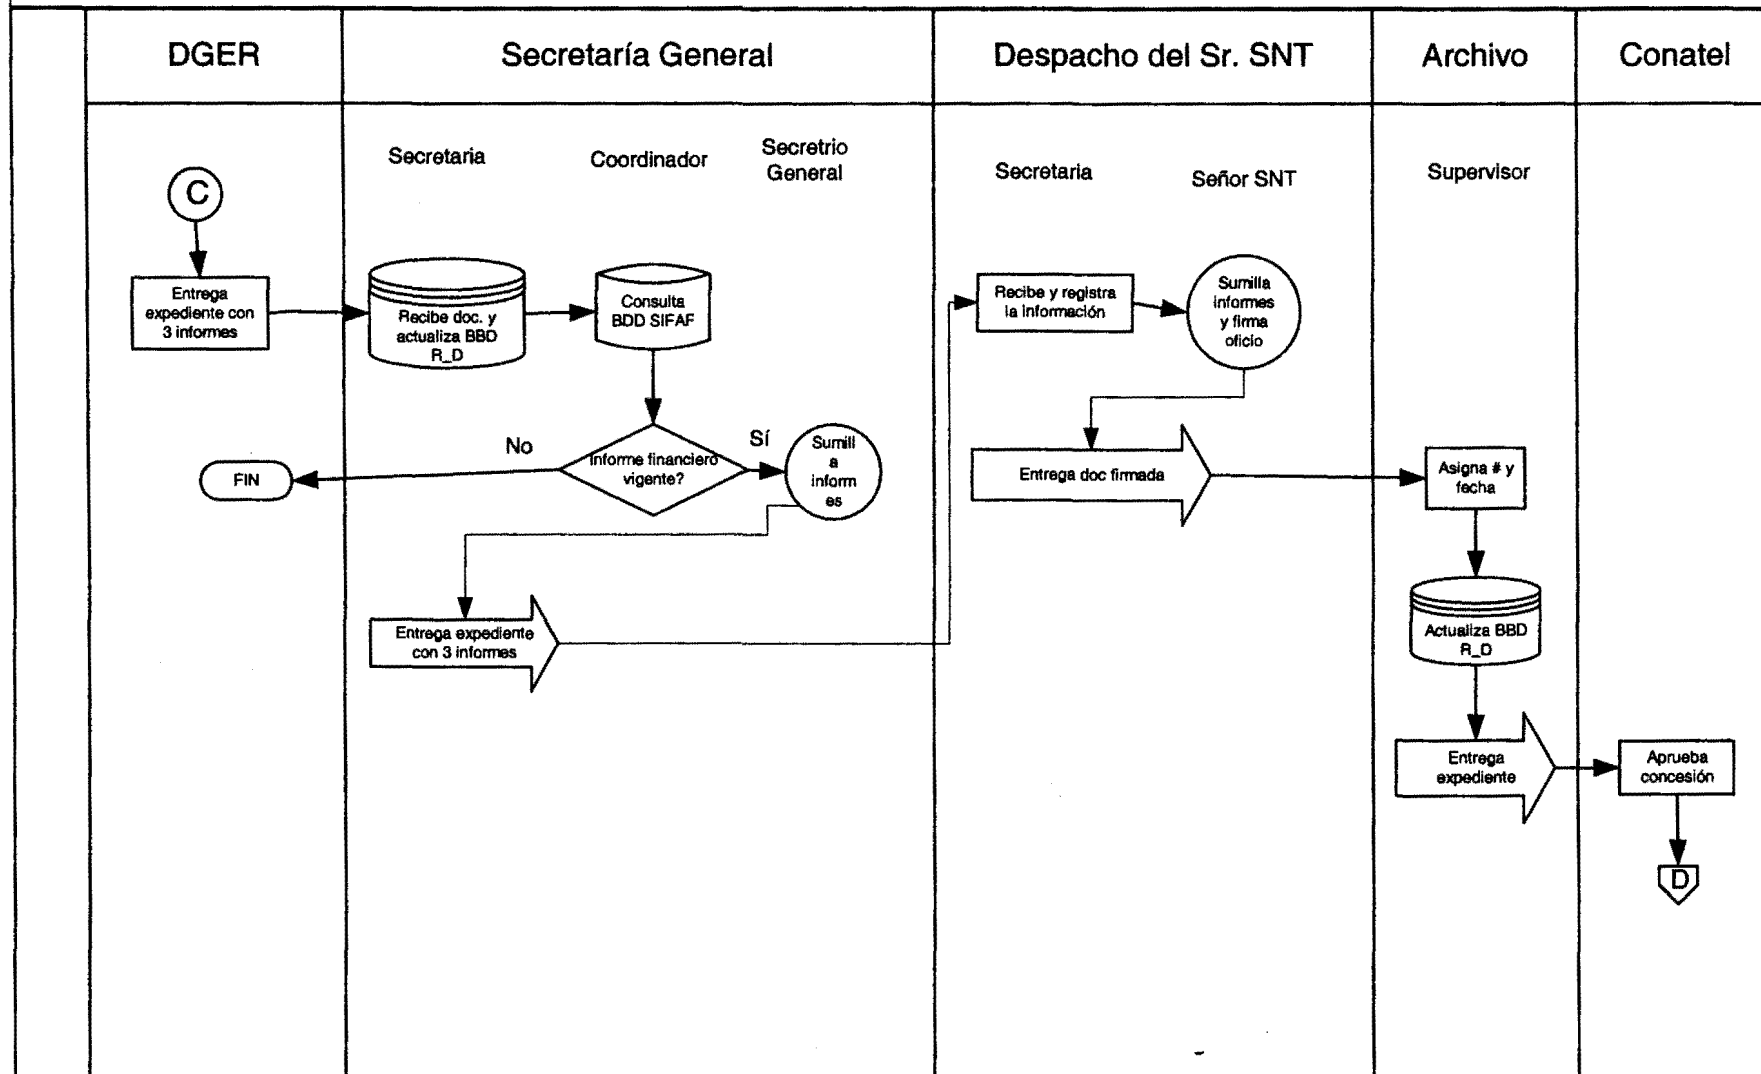 DGER
Secretaría General
Despacho del Sr. SNT
Archivo
Conatel
Secretaria
Coordinador
Secretrio
General
Secretaria
Señor SNT
Supervisor
C
Entrega
expediente con
3 informes
Recibe doc. y
actualiza BBD
R_D
Consulta
BDD SIFAF
Informe financiero
vigente?
No
Sí
FIN
Sumill
a
inform
es
Entrega expediente
con 3 informes
Recibe y registra
la información
Sumilla
informes
y firma
oficio
Entrega doc firmada
Asigna # y
fecha
Actualiza BBD
R_D
Entrega
expediente
Aprueba
concesión
D